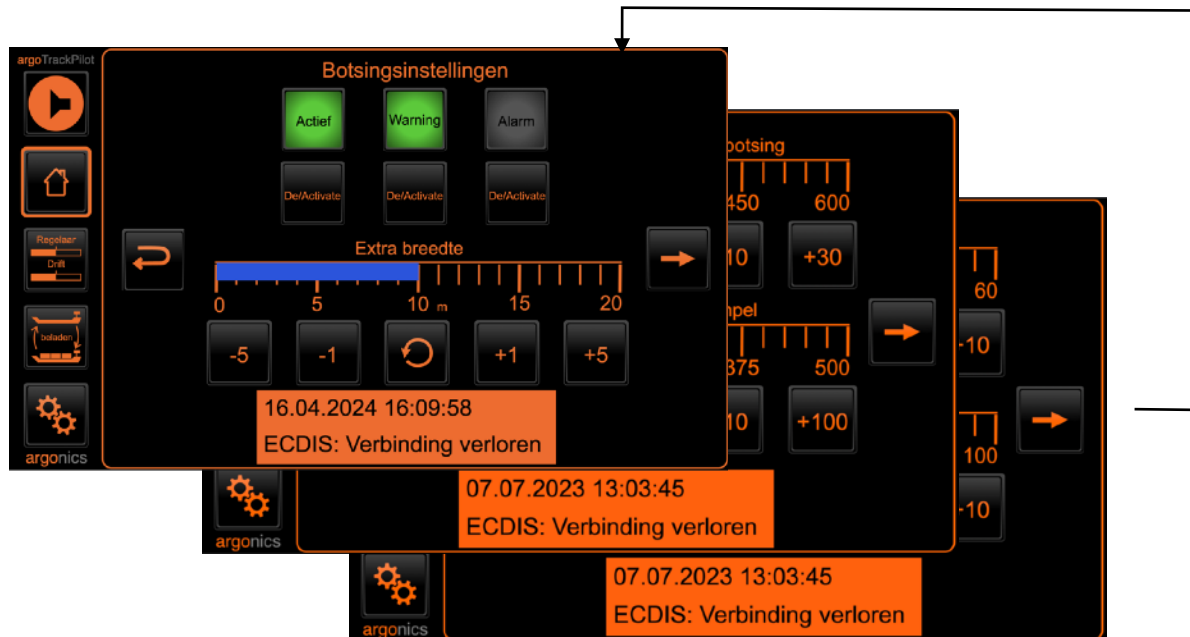 argoTrackPilot
Botsingsinstellingen
Actief
Warning
Alarm
De/Activate
De/Activate
De/Activate
Regelaar
Drift
beladen
Extra breedte
0 5 10 m 15 20
-5
-1
+1
+5
16.04.2024 16:09:58
ECDIS: Verbinding verloren
argonics
botsing
450 600
10
+30
375 500
10
+100
07.07.2023 13:03:45
ECDIS: Verbinding verloren
argonics
60
-10
100
-10
07.07.2023 13:03:45
ECDIS: Verbinding verloren
argonics